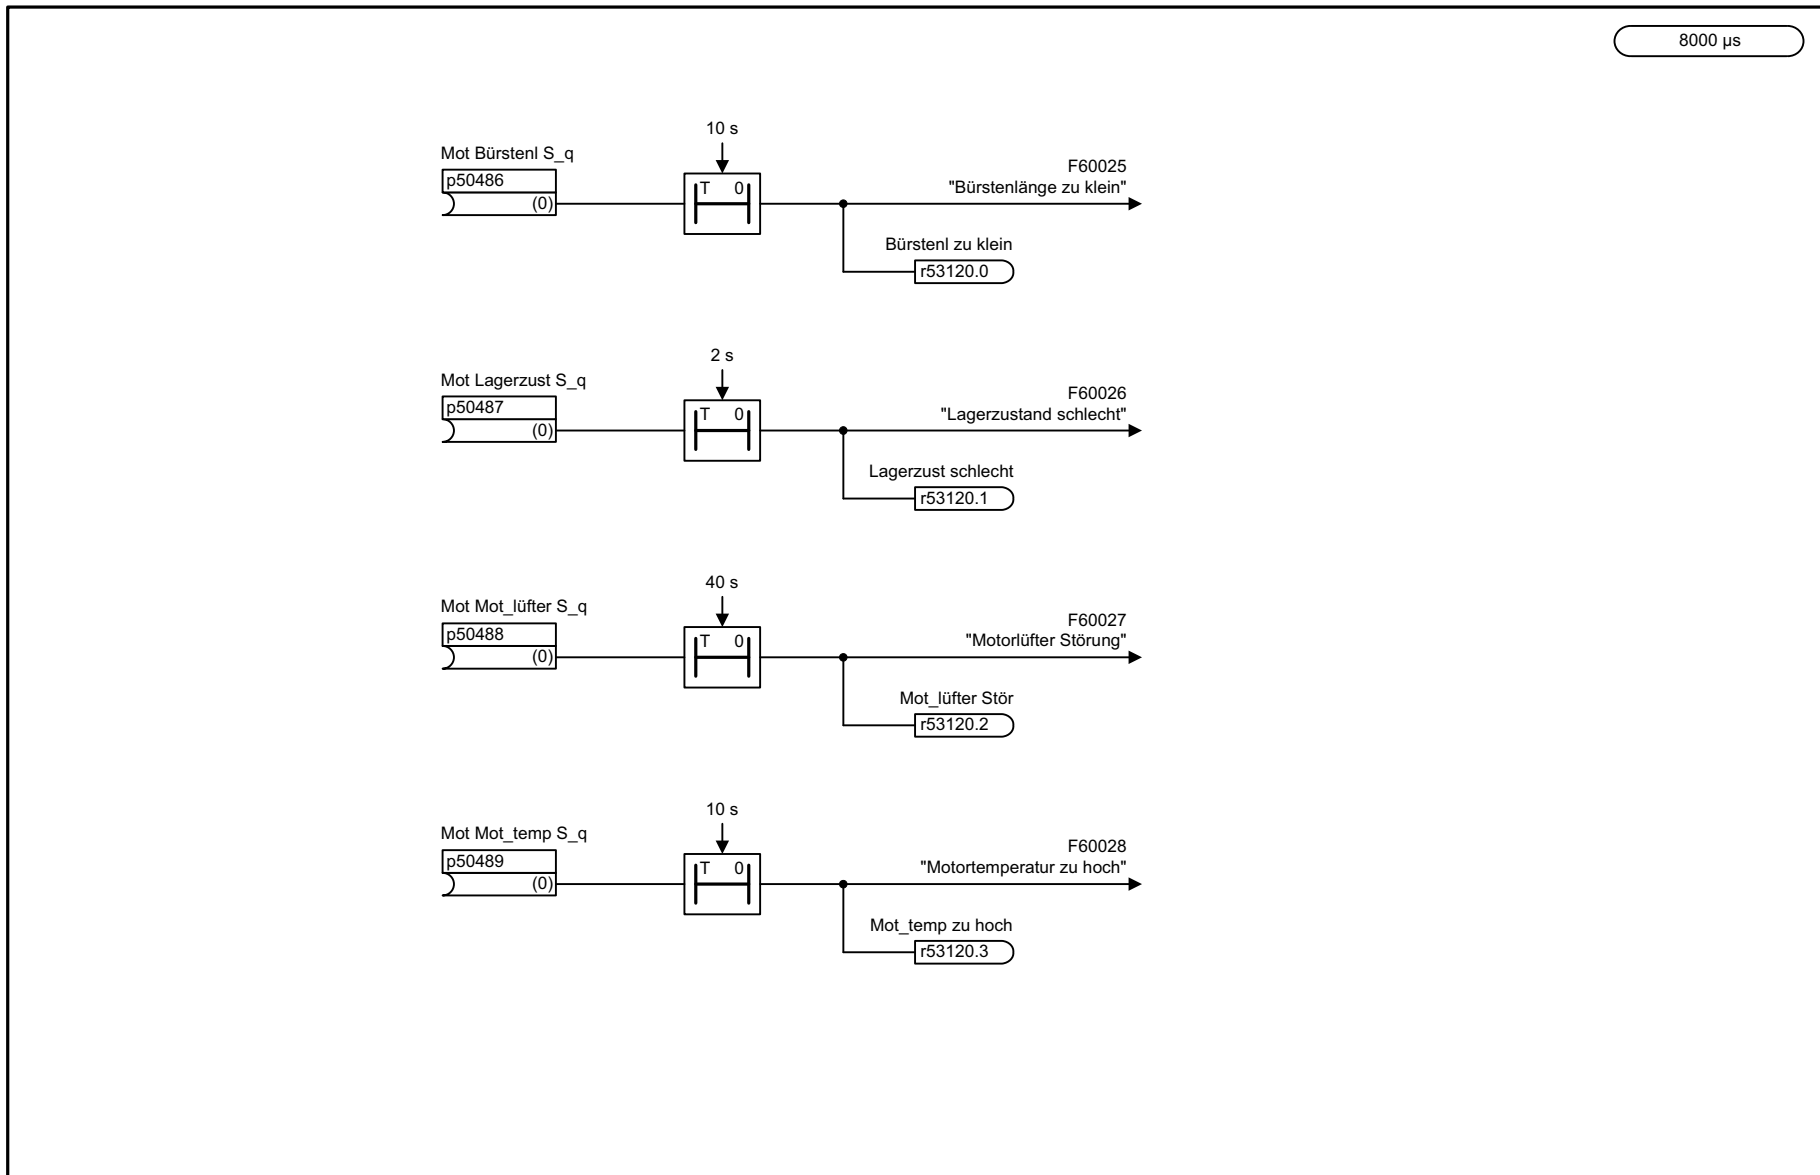 8000 µs
10 s
Mot Bürstenl S_q
p50486
(0)
T 0
F60025
"Bürstenlänge zu klein"
Bürstenl zu klein
r53120.0
2 s
Mot Lagerzust S_q
p50487
(0)
T 0
F60026
"Lagerzustand schlecht"
Lagerzust schlecht
r53120.1
40 s
Mot Mot_lüfter S_q
p50488
(0)
T 0
F60027
"Motorlüfter Störung"
Mot_lüfter Stör
r53120.2
10 s
Mot Mot_temp S_q
p50489
(0)
T 0
F60028
"Motortemperatur zu hoch"
Mot_temp zu hoch
r53120.3